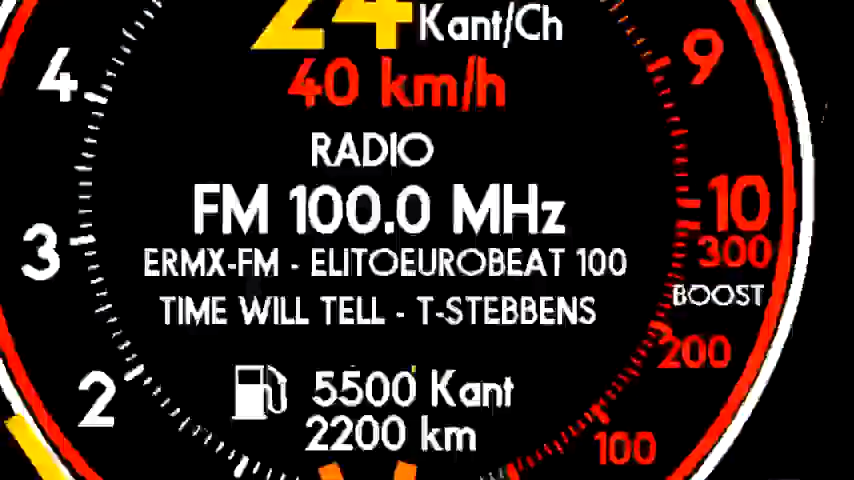 24 Kant/Ch
40 km/h
4
9
RADIO
FM 100.0 MHz
10
3
300
ERMX-FM - ELITOEUROBEAT 100
BOOST
TIME WILL TELL - T-STEBBENS
200
2
5500 Kant
2200 km
100